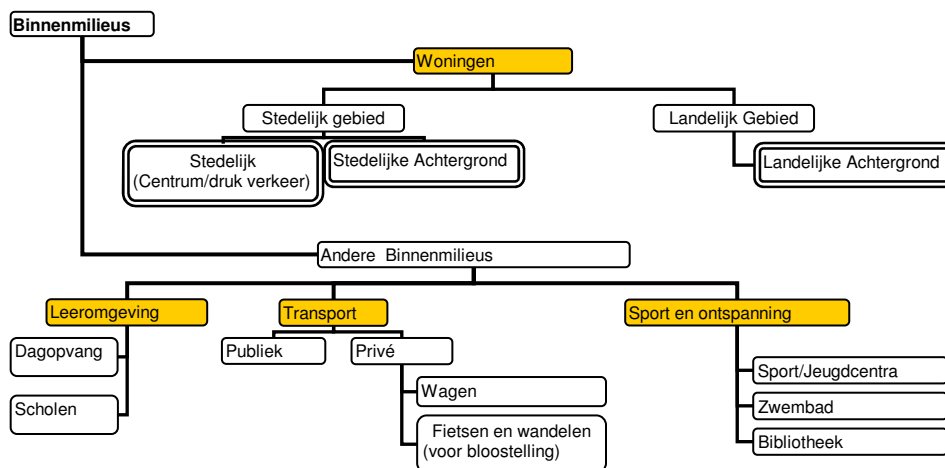 Binnenmilieus
Woningen
Stedelijk gebied
Landelijk Gebied
Stedelijk
(Centrum/druk verkeer)
Stedelijke Achtergrond
Landelijke Achtergrond
Andere Binnenmilieus
Leeromgeving
Transport
Sport en ontspanning
Dagopvang
Publiek
Privé
Sport/Jeugdcentra
Wagen
Scholen
Zwembad
Fietsen en wandelen
(voor bloostelling)
Bibliotheek